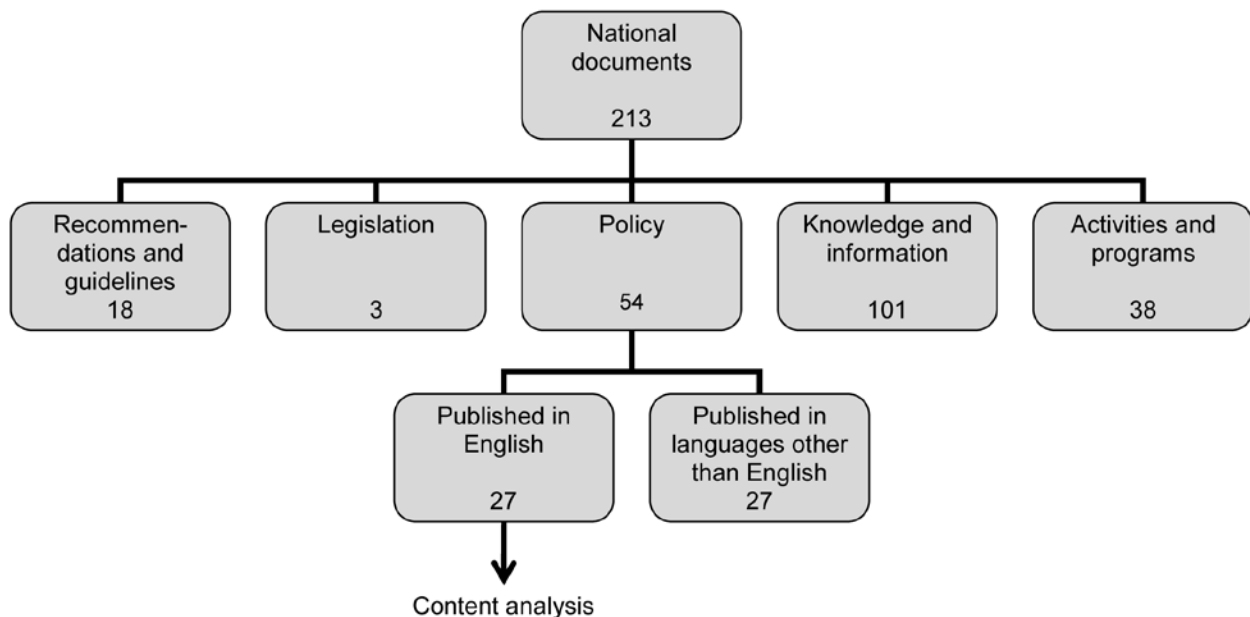 National
documents
213
Recommen-
dations and
guidelines
18
Legislation
3
Policy
54
Knowledge and
information
101
Activities and
programs
38
Published in
English
27
Published in
languages other
than English
27
Content analysis